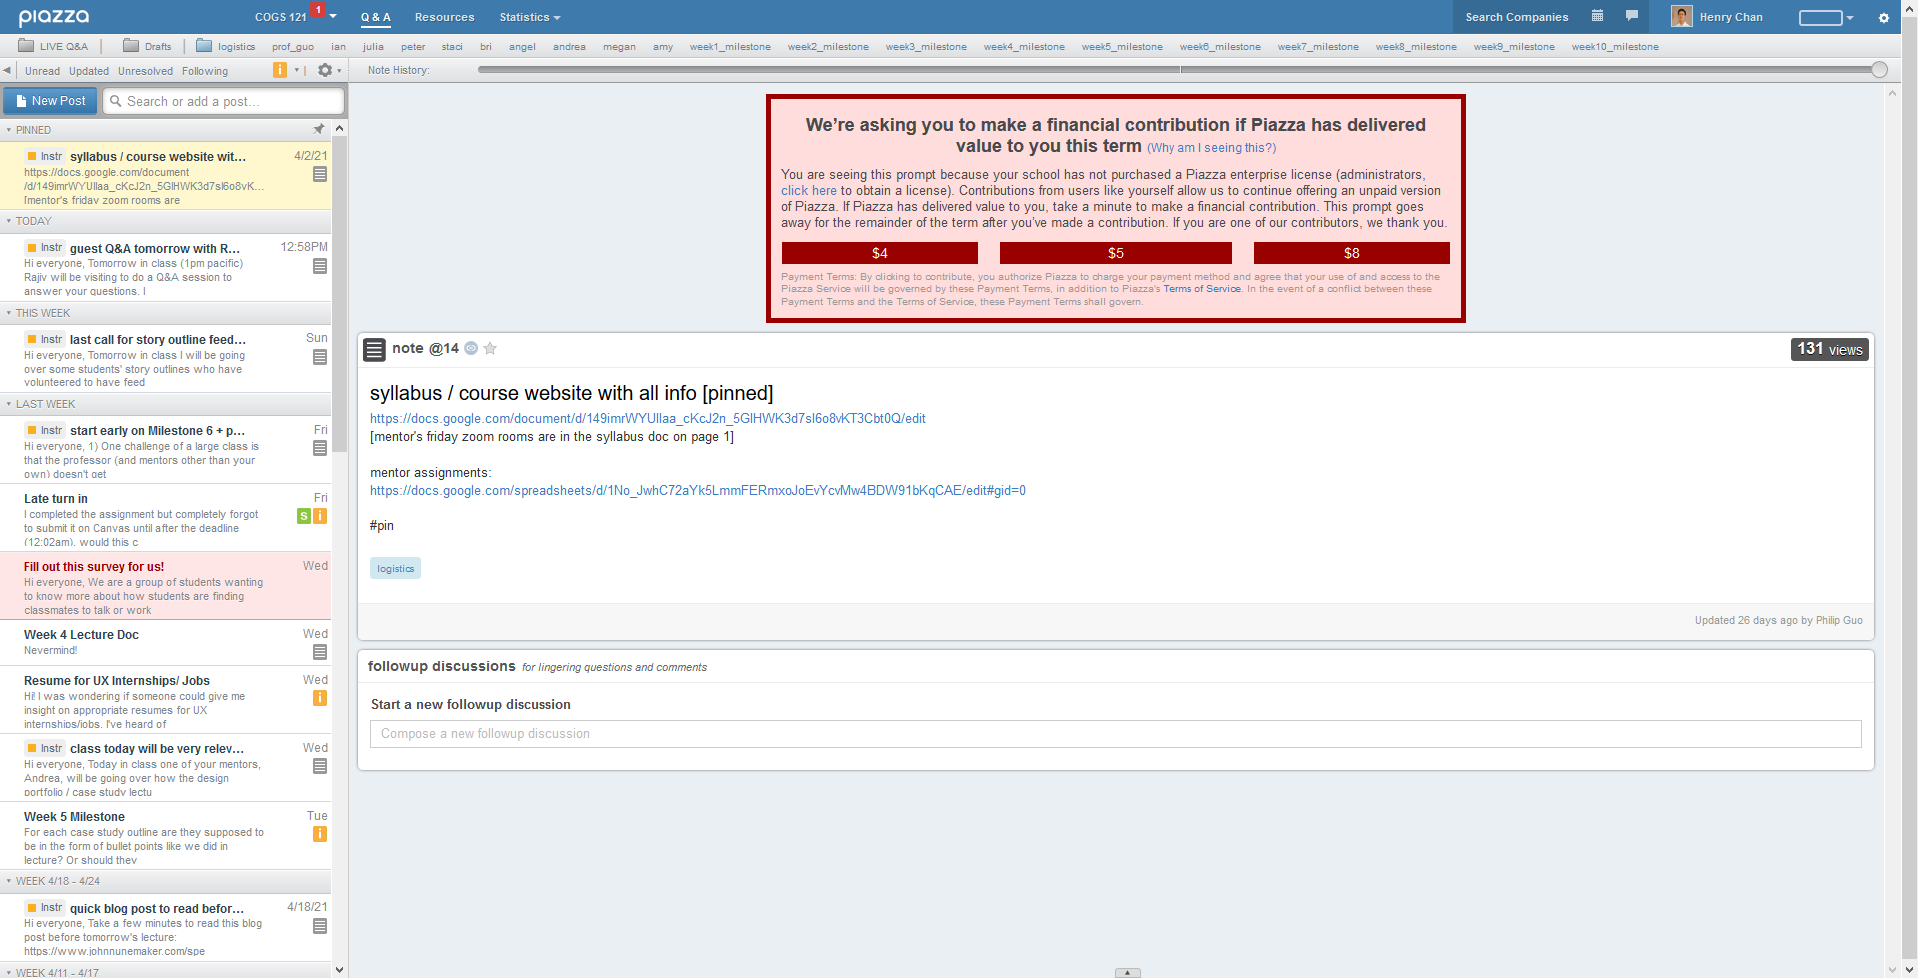 piazza
COGS 121 1
Q & A
Resources
Statistics
Search Companies
Henry Chan
LIVE Q&A
Drafts
logistics prof_guo ian julia peter staci bri angel andrea megan amy week1_milestone week2_milestone week3_milestone week4_milestone week5_milestone week6_milestone week7_milestone week8_milestone week9_milestone week10_milestone
Unread Updated Unresolved Following i
Note History:
New Post
Search or add a post...
PINNED
Instr syllabus / course website wit... 4/2/21
https://docs.google.com/document
/d/149imrWYUIlaa_cKcJ2n_5GlHWK3d7sI6o8vK...
[mentor's friday zoom rooms are
TODAY
Instr guest Q&A tomorrow with R... 12:58PM
Hi everyone, Tomorrow in class (1pm pacific)
Rajiv will be visiting to do a Q&A session to
answer your questions. I
THIS WEEK
Instr last call for story outline feed... Sun
Hi everyone, Tomorrow in class I will be going
over some students' story outlines who have
volunteered to have feed
LAST WEEK
Instr start early on Milestone 6 + p... Fri
Hi everyone, 1) One challenge of a large class is
that the professor (and mentors other than your
own) doesn't get
Late turn in Fri
I completed the assignment but completely forgot S i
to submit it on Canvas until after the deadline
(12:02am). would this c
Fill out this survey for us! Wed
Hi everyone, We are a group of students wanting
to know more about how students are finding
classmates to talk or work
Week 4 Lecture Doc Wed
Nevermind!
Resume for UX Internships/ Jobs Wed
Hi! I was wondering if someone could give me i
insight on appropriate resumes for UX
internships/jobs. I've heard of
Instr class today will be very relev... Wed
Hi everyone, Today in class one of your mentors,
Andrea, will be going over how the design
portfolio / case study lectu
Week 5 Milestone Tue
For each case study outline are they supposed to i
be in the form of bullet points like we did in
lecture? Or should they
WEEK 4/18 - 4/24
Instr quick blog post to read befor... 4/18/21
Hi everyone, Take a few minutes to read this blog
post before tomorrow's lecture:
https://www.johnnunemaker.com/spe
WEEK 4/11 - 4/17
We're asking you to make a financial contribution if Piazza has delivered
value to you this term (Why am I seeing this?)
You are seeing this prompt because your school has not purchased a Piazza enterprise license (administrators,
click here to obtain a license). Contributions from users like yourself allow us to continue offering an unpaid version
of Piazza. If Piazza has delivered value to you, take a minute to make a financial contribution. This prompt goes
away for the remainder of the term after you've made a contribution. If you are one of our contributors, we thank you.
$4 $5 $8
Payment Terms: By clicking to contribute, you authorize Piazza to charge your payment method and agree that your use of and access to the
Piazza Service will be governed by these Payment Terms, in addition to Piazza's Terms of Service. In the event of a conflict between these
Payment Terms and the Terms of Service, these Payment Terms shall govern.
note @14
131 views
syllabus / course website with all info [pinned]
https://docs.google.com/document/d/149imrWYUIlaa_cKcJ2n_5GlHWK3d7sI6o8vKT3Cbt0Q/edit
[mentor's friday zoom rooms are in the syllabus doc on page 1]
mentor assignments:
https://docs.google.com/spreadsheets/d/1No_JwhC72aYk5LmmFERmxoJoEvYcvMw4BDW91bKqCAE/edit#gid=0
#pin
logistics
Updated 26 days ago by Philip Guo
followup discussions for lingering questions and comments
Start a new followup discussion
Compose a new followup discussion